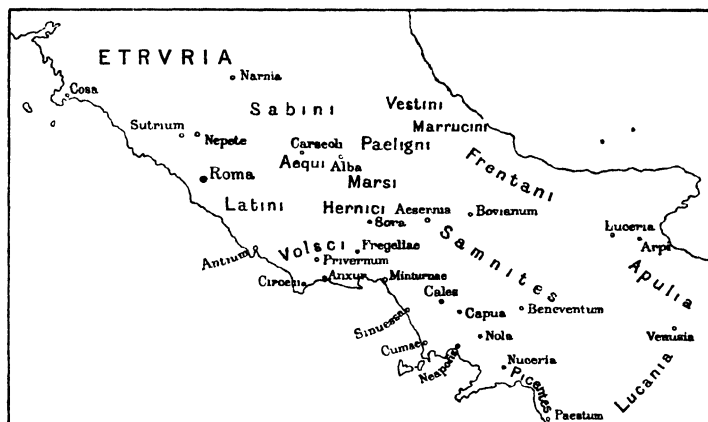 ETRVRIA
Narnia
Cosa
Sabini
Vestini
Marrucini
Sutrium
Nepete
Carseoli
Paeligni
Aequi
Alba
Frentani
Roma
Marsi
Latini
Hernici
Aesernia
Bovianum
Sora
Luceria
Arpi
Volsci
Fregellae
Samnites
Antium
Privernum
Apulia
Circeii
Anxur
Minturnae
Cales
Capua
Beneventum
Sinuessa
Venusia
Nola
Cumae
Neapolis
Nuceria
Picentes
Lucania
Paestum